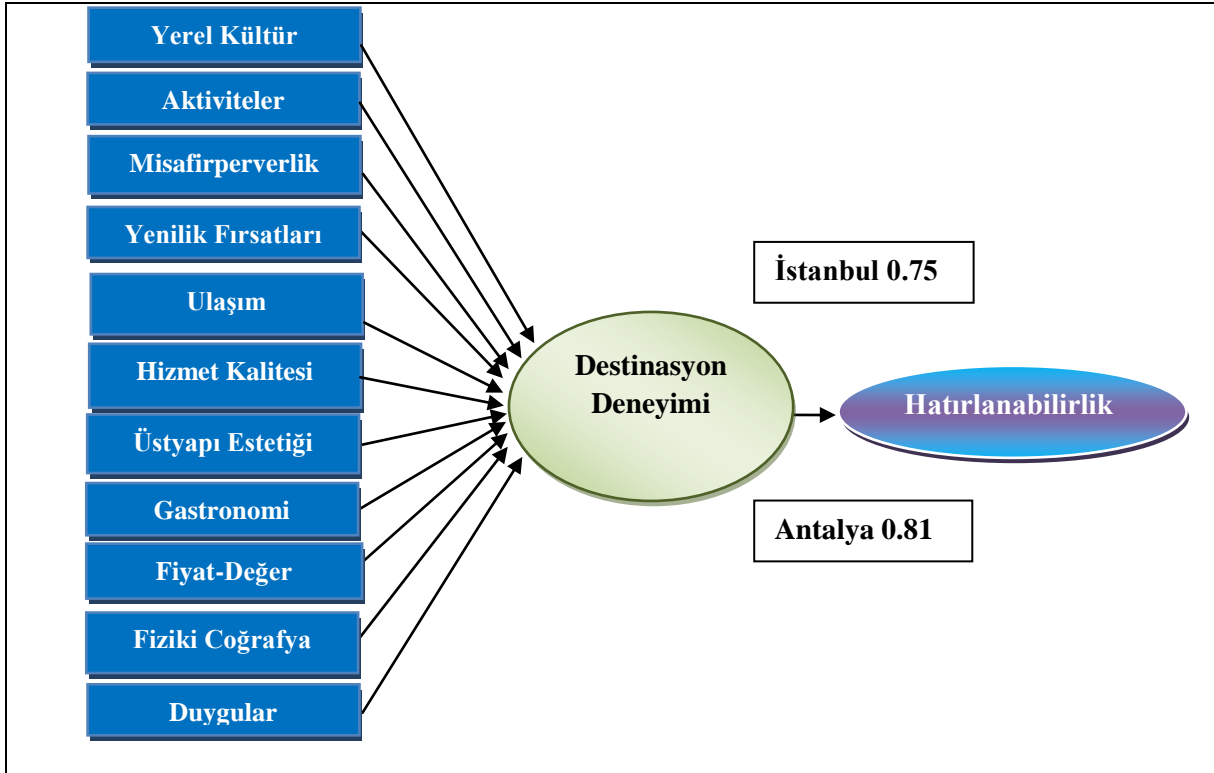 Yerel Kültür
Aktiviteler
Misafirperverlik
Yenilik Fırsatları
Ulaşım
Hizmet Kalitesi
Üstyapı Estetiği
Gastronomi
Fiyat-Değer
Fiziki Coğrafya
Duygular
Destinasyon
Deneyimi
İstanbul 0.75
Antalya 0.81
Hatırlanabilirlik